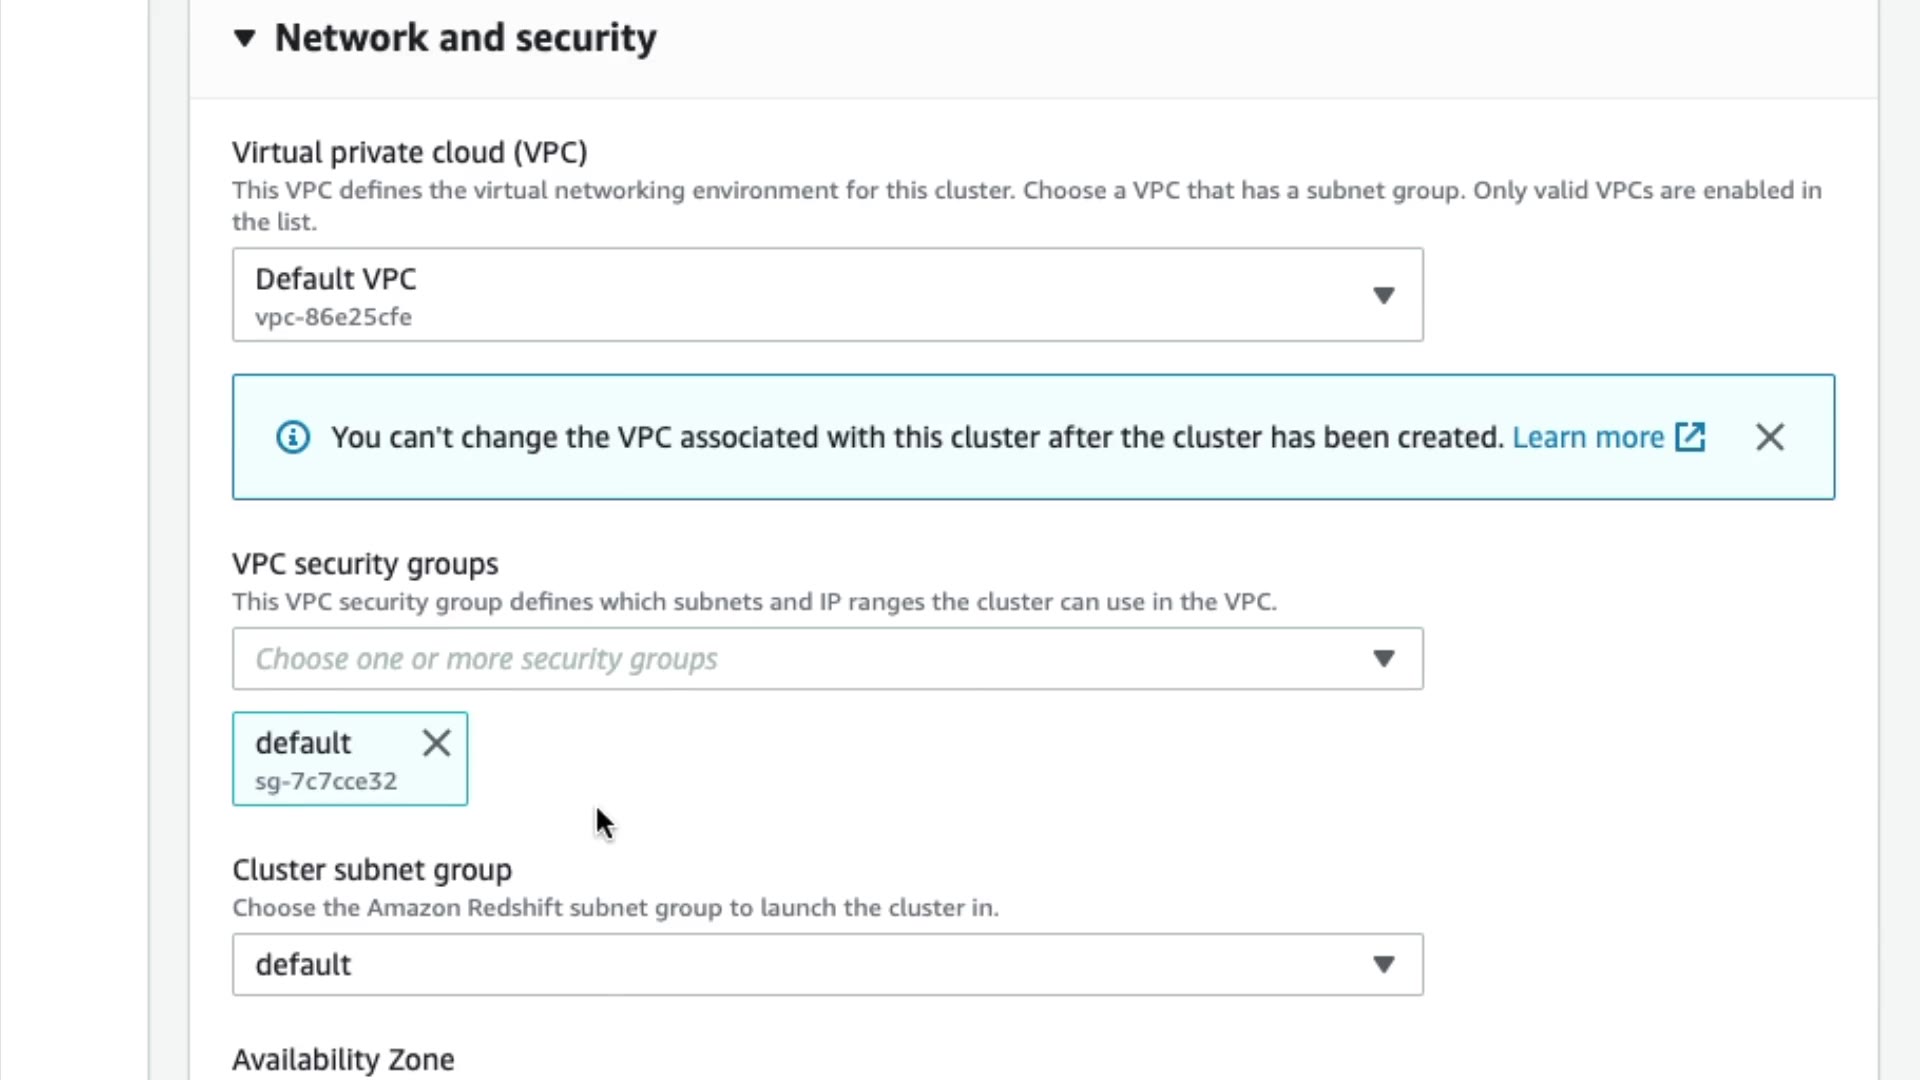 Network and security
Virtual private cloud (VPC)
This VPC defines the virtual networking environment for this cluster. Choose a VPC that has a subnet group. Only valid VPCs are enabled in
the list.
Default VPC
vpc-86e25cfe
You can't change the VPC associated with this cluster after the cluster has been created. Learn more
VPC security groups
This VPC security group defines which subnets and IP ranges the cluster can use in the VPC.
Choose one or more security groups
default
sg-7c7cce32
Cluster subnet group
Choose the Amazon Redshift subnet group to launch the cluster in.
default
Availability Zone